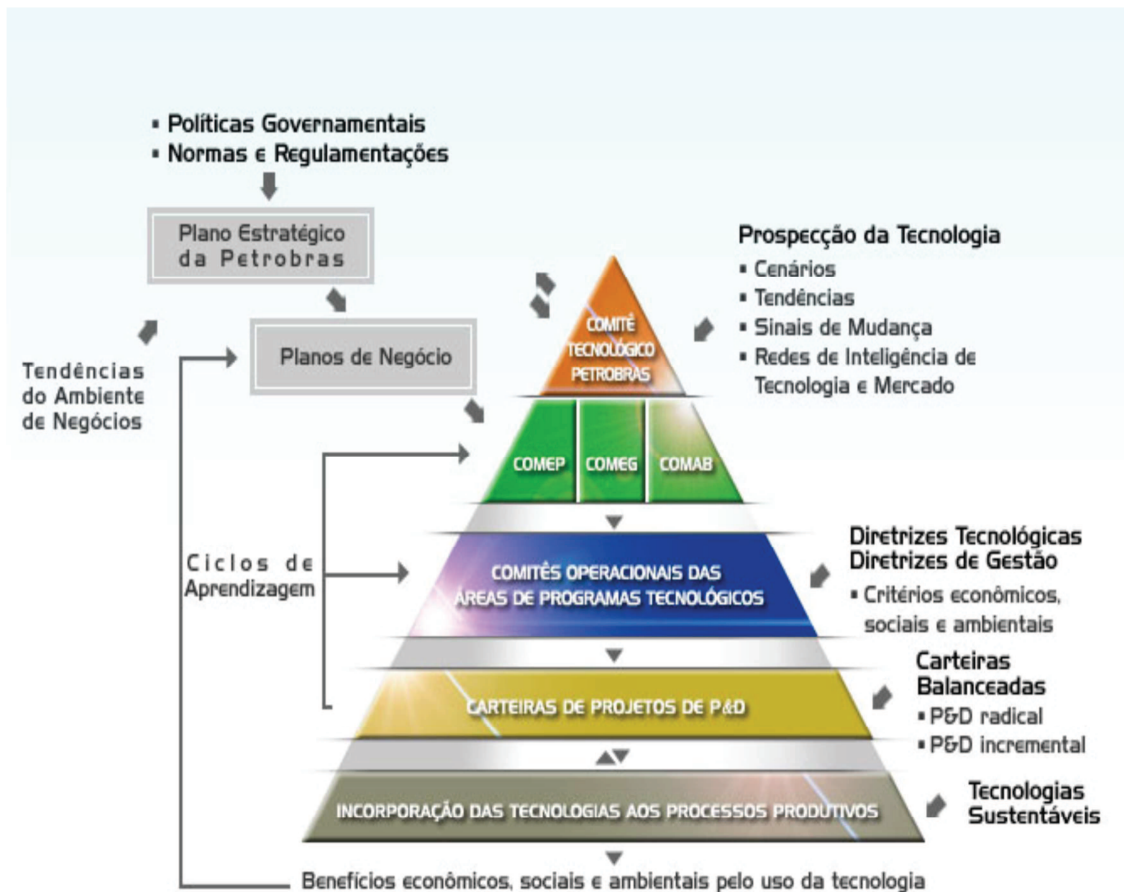 ▪ Políticas Governamentais
▪ Normas e Regulamentações
Plano Estratégico
da Petrobras
Planos de Negócio
Tendências
do Ambiente
de Negócios
Ciclos de
Aprendizagem
COMITÊ
TECNOLÓGICO
PETROBRAS
COMEP
COMEG
COMAB
COMITÊS OPERACIONAIS DAS
ÁREAS DE PROGRAMAS TECNOLÓGICOS
CARTEIRAS DE PROJETOS DE P&D
INCORPORAÇÃO DAS TECNOLOGIAS AOS PROCESSOS PRODUTIVOS
Benefícios econômicos, sociais e ambientais pelo uso da tecnologia
Prospecção da Tecnologia
▪ Cenários
▪ Tendências
▪ Sinais de Mudança
▪ Redes de Inteligência de
Tecnologia e Mercado
Diretrizes Tecnológicas
Diretrizes de Gestão
▪ Critérios econômicos,
sociais e ambientais
Carteiras
Balanceadas
▪ P&D radical
▪ P&D incremental
Tecnologias
Sustentáveis